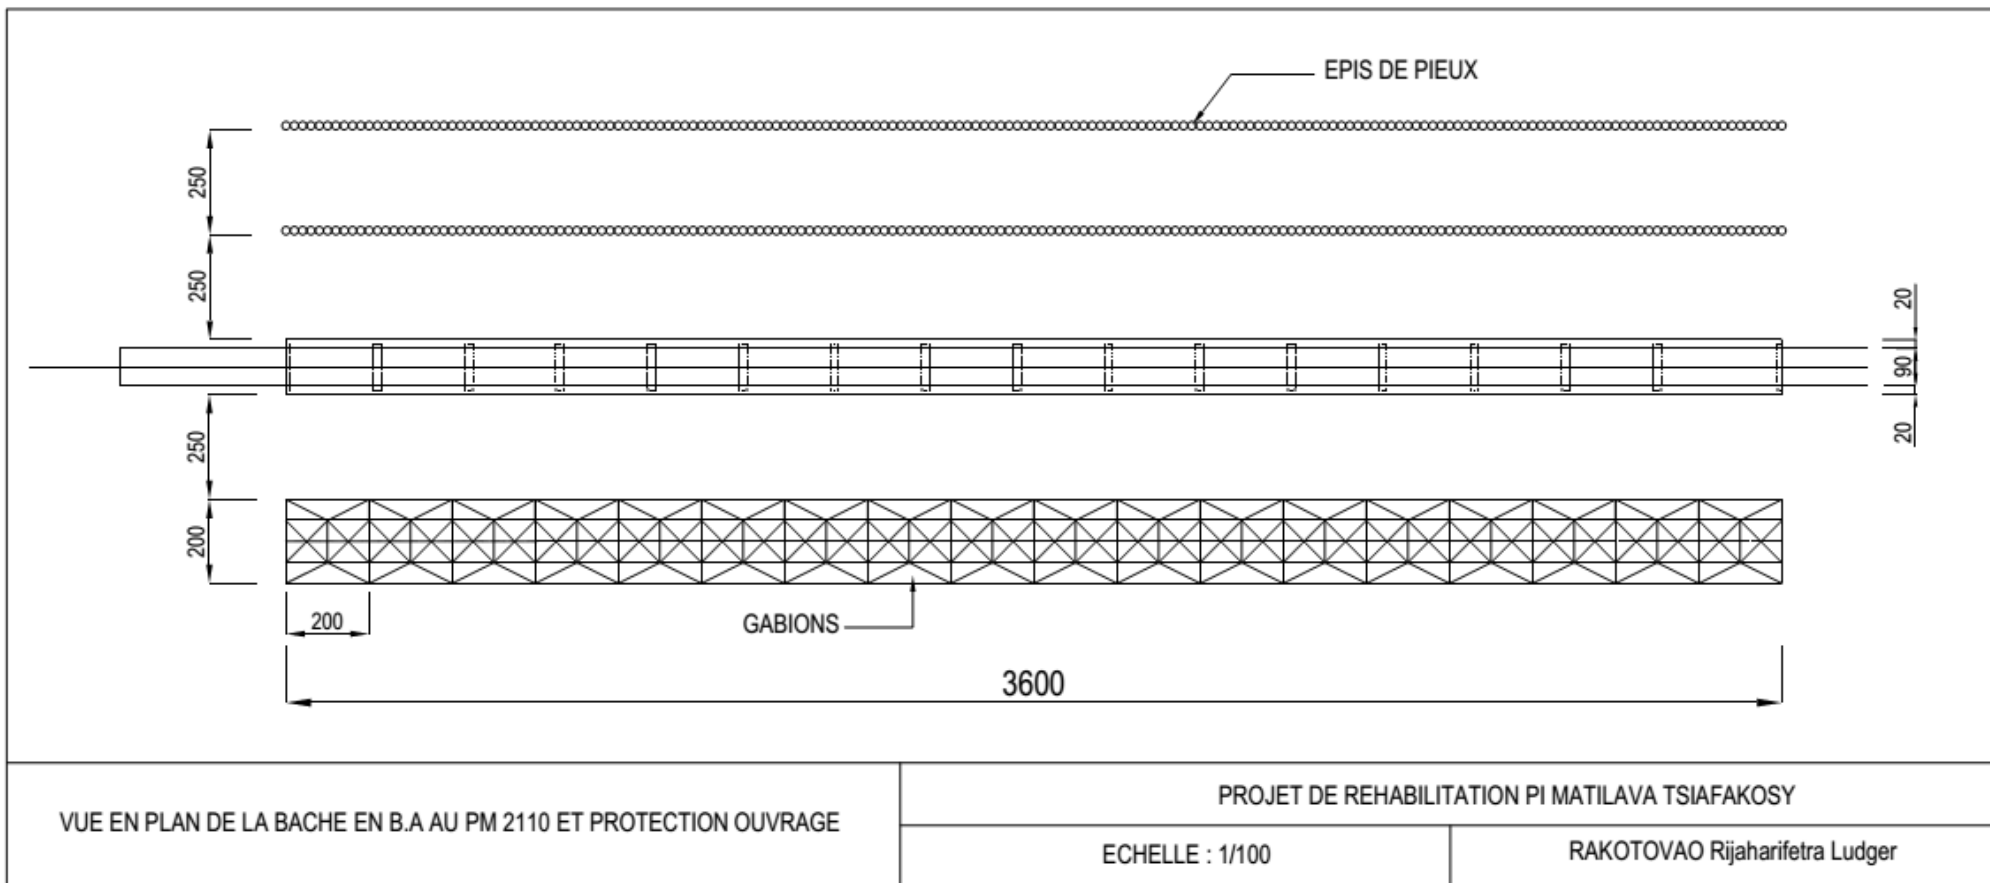 EPIS DE PIEUX
250
250
20
90
20
250
200
200
GABIONS
3600
VUE EN PLAN DE LA BACHE EN B.A AU PM 2110 ET PROTECTION OUVRAGE
PROJET DE REHABILITATION PI MATILAVA TSIAFAKOSY
ECHELLE : 1/100
RAKOTOVAO Rijaharifetra Ludger